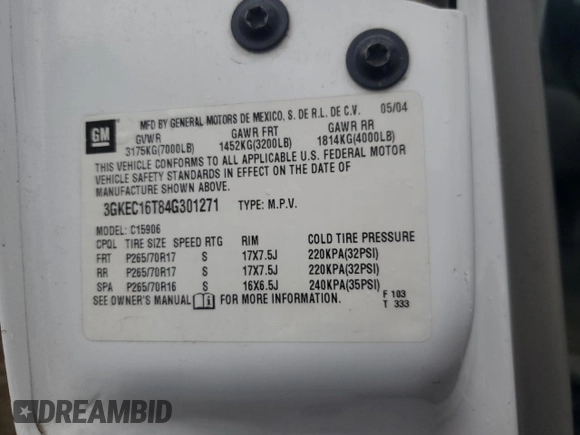 GM
MFD BY GENERAL MOTORS DE MEXICO, S. DE R.L. DE C.V. 05/04
GVWR GAWR FRT GAWR RR
3175KG(7000LB) 1452KG(3200LB) 1814KG(4000LB)
THIS VEHICLE CONFORMS TO ALL APPLICABLE U.S. FEDERAL MOTOR
VEHICLE SAFETY STANDARDS IN EFFECT ON THE DATE OF
MANUFACTURE SHOWN ABOVE.
3GKEC16T84G301271 TYPE: M.P.V.
MODEL: C15906
CPQL TIRE SIZE SPEED RTG RIM COLD TIRE PRESSURE
FRT P265/70R17 S 17X7.5J 220KPA(32PSI)
RR P265/70R17 S 17X7.5J 220KPA(32PSI)
SPA P265/70R16 S 16X6.5J 240KPA(35PSI)
SEE OWNER'S MANUAL i FOR MORE INFORMATION. F 103
T 333
DREAMBID